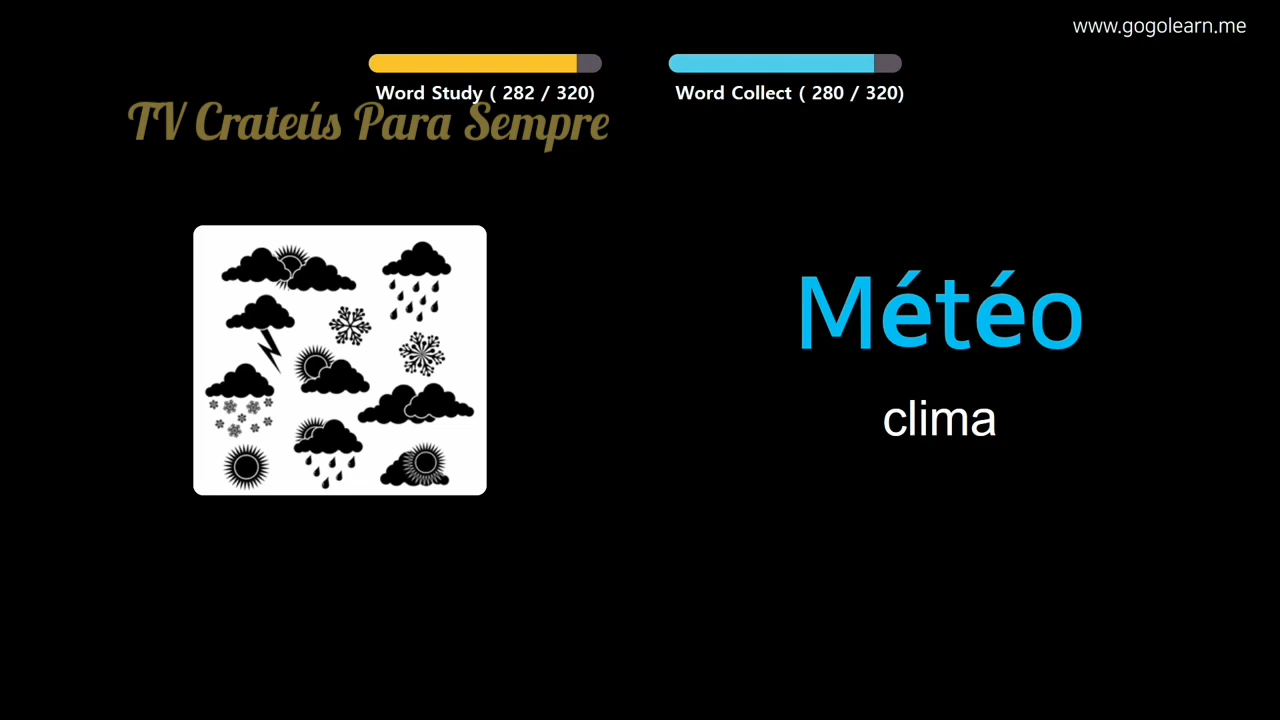 www.gogolearn.me
Word Study ( 282 / 320)
Word Collect ( 280 / 320)
TV Crateús Para Sempre
Météo
clima